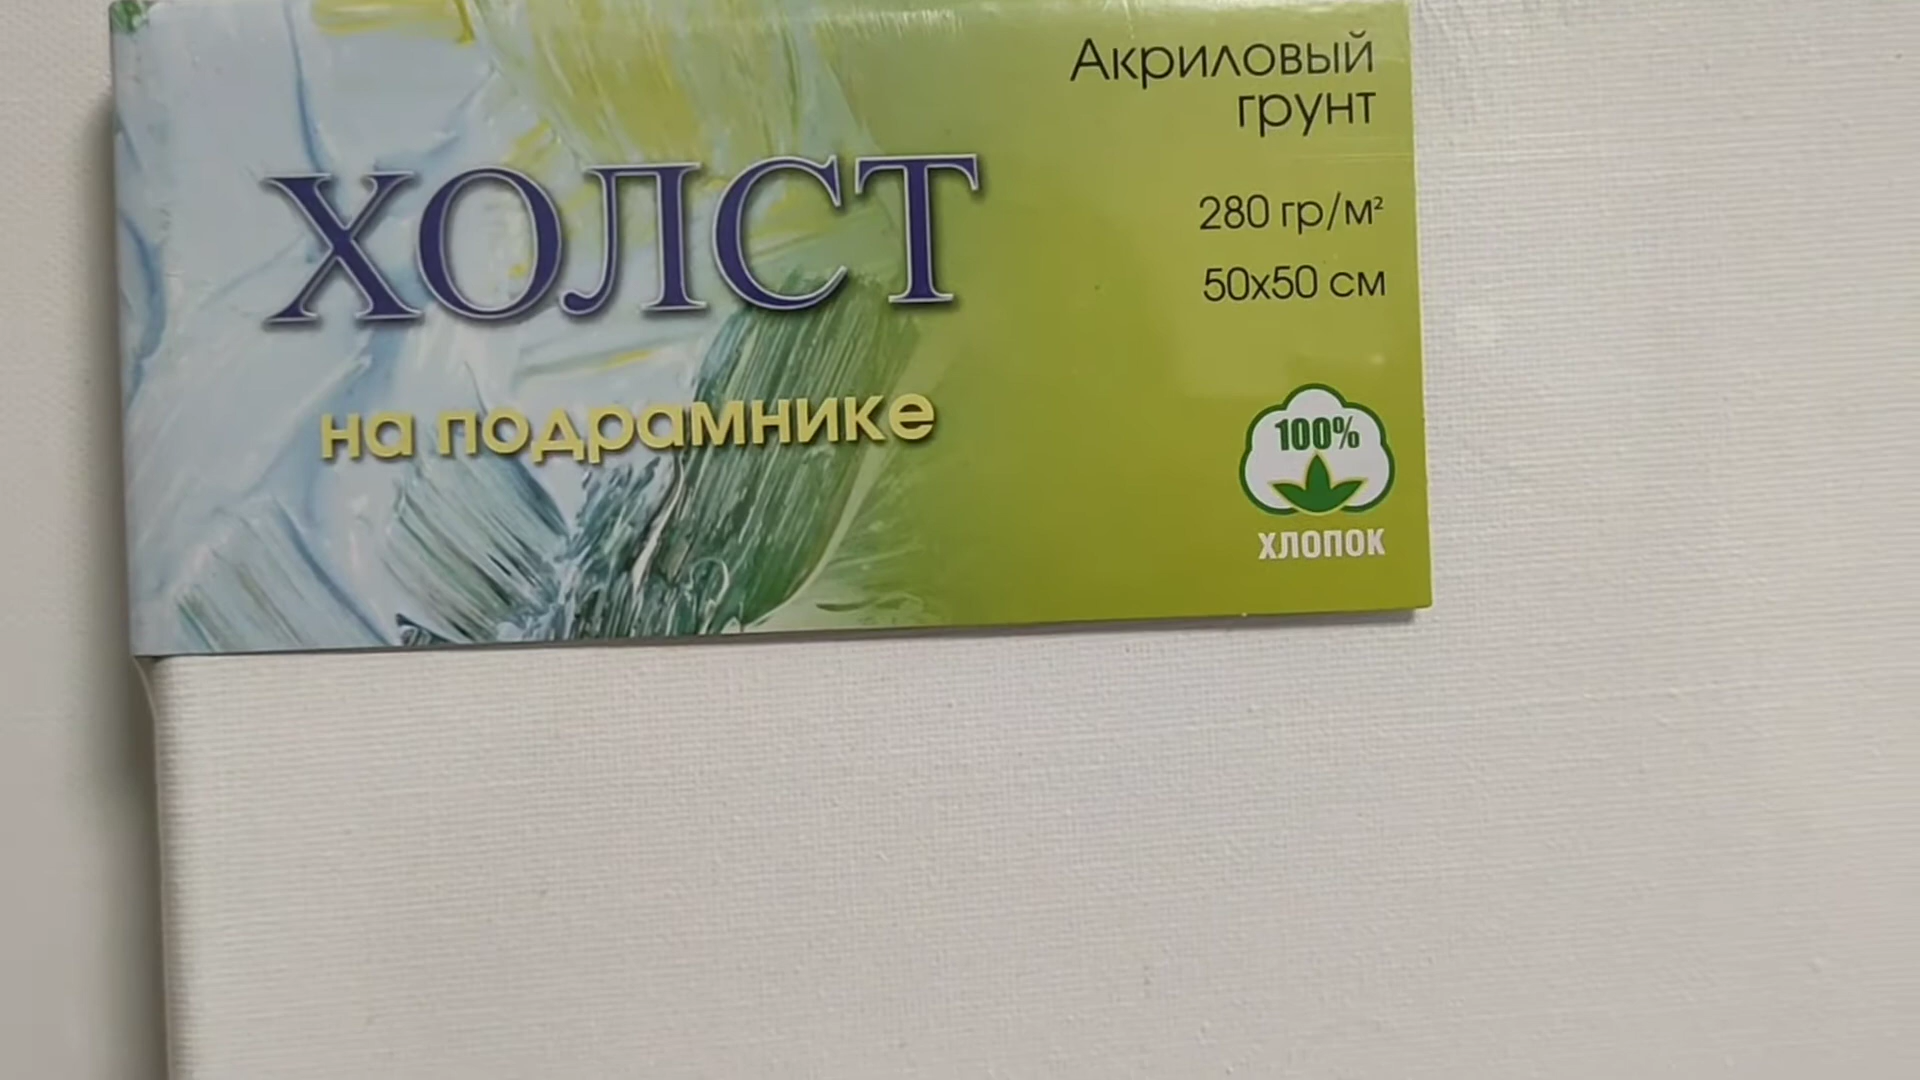 ХОЛСТ
на подрамнике
Акриловый
грунт
280 гр/м²
50х50 см
100%
ХЛОПОК